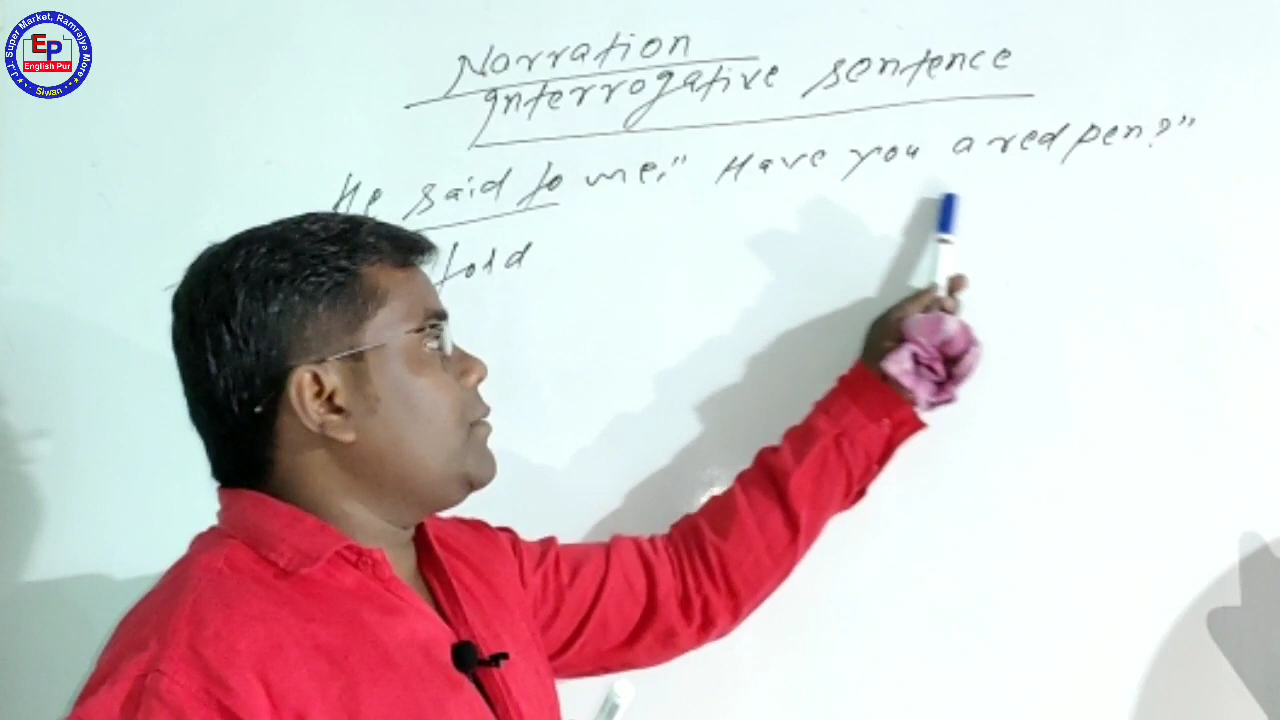 J.J. Super Market, Ramrajya More
EP
English Pur
Siwan
Narration
Interrogative sentence
He said to me," Have you a red pen?"
told